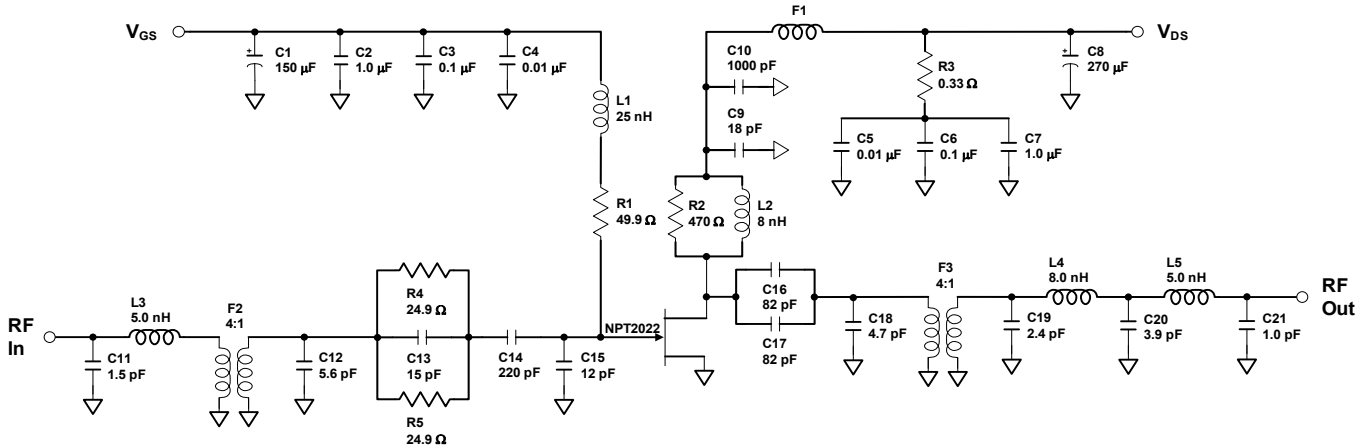 F1
V_GS
V_DS
C1
150 µF
C2
1.0 µF
C3
0.1 µF
C4
0.01 µF
C10
1000 pF
R3
0.33 Ω
C8
270 µF
L1
25 nH
C9
18 pF
C5
0.01 µF
C6
0.1 µF
C7
1.0 µF
R1
49.9 Ω
R2
470 Ω
L2
8 nH
R4
24.9 Ω
C16
82 pF
F3
4:1
L4
8.0 nH
L5
5.0 nH
RF
In
L3
5.0 nH
F2
4:1
NPT2022
RF
Out
C11
1.5 pF
C12
5.6 pF
C13
15 pF
C14
220 pF
C15
12 pF
C17
82 pF
C18
4.7 pF
C19
2.4 pF
C20
3.9 pF
C21
1.0 pF
R5
24.9 Ω
+
+